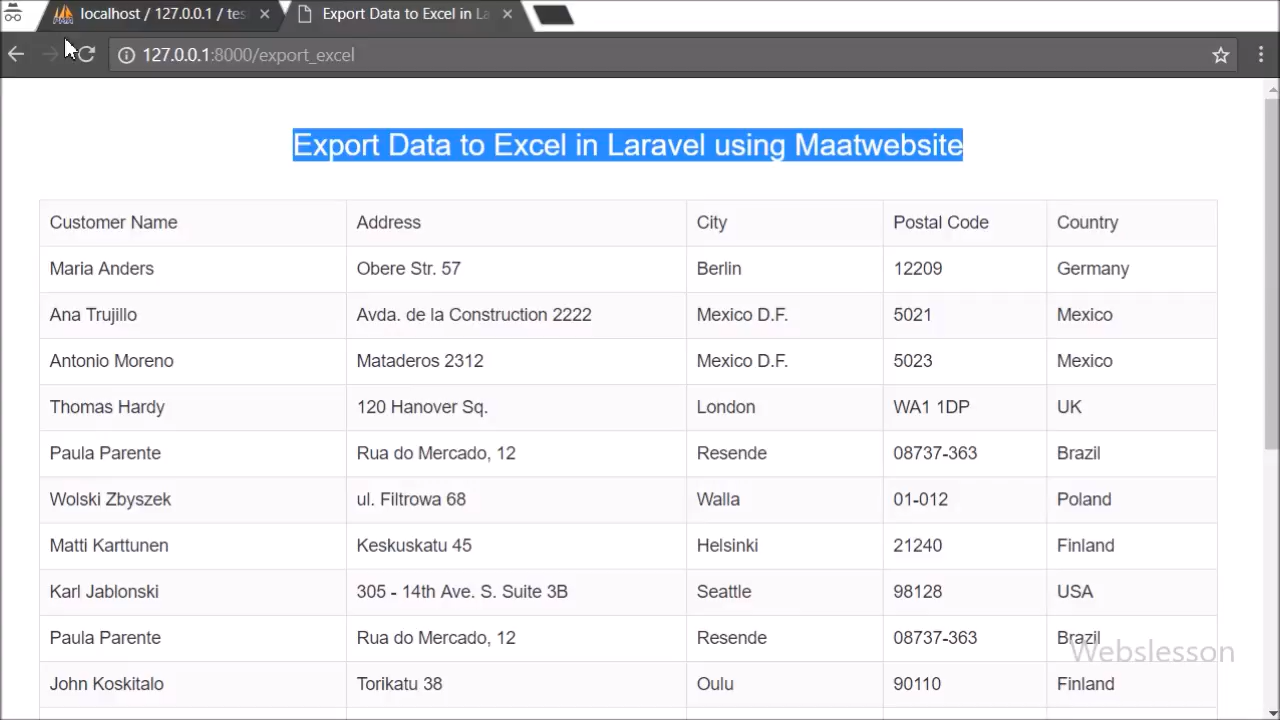 localhost / 127.0.0.1 / tes
Export Data to Excel in La
127.0.0.1:8000/export_excel
Export Data to Excel in Laravel using Maatwebsite
Customer Name Address City Postal Code Country
Maria Anders Obere Str. 57 Berlin 12209 Germany
Ana Trujillo Avda. de la Construction 2222 Mexico D.F. 5021 Mexico
Antonio Moreno Mataderos 2312 Mexico D.F. 5023 Mexico
Thomas Hardy 120 Hanover Sq. London WA1 1DP UK
Paula Parente Rua do Mercado, 12 Resende 08737-363 Brazil
Wolski Zbyszek ul. Filtrowa 68 Walla 01-012 Poland
Matti Karttunen Keskuskatu 45 Helsinki 21240 Finland
Karl Jablonski 305 - 14th Ave. S. Suite 3B Seattle 98128 USA
Paula Parente Rua do Mercado, 12 Resende 08737-363 Brazil
Webslesson
John Koskitalo Torikatu 38 Oulu 90110 Finland